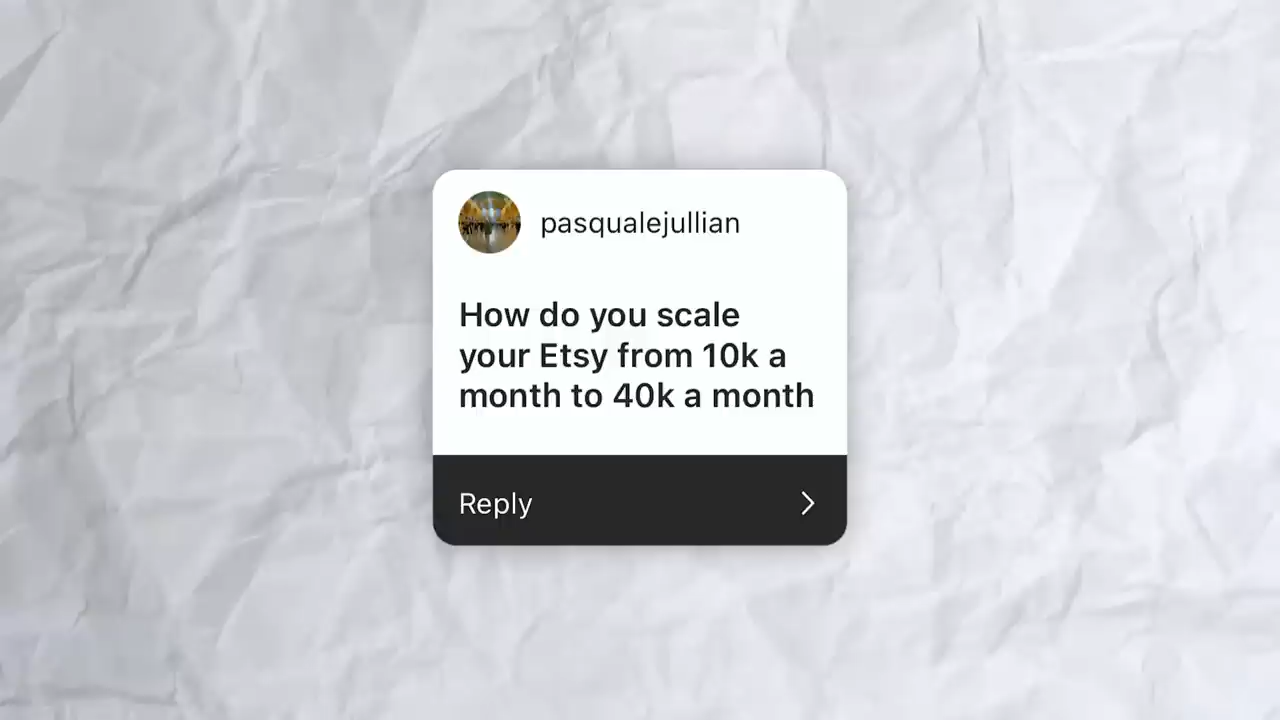 pasqualejullian
How do you scale
your Etsy from 10k a
month to 40k a month
Reply